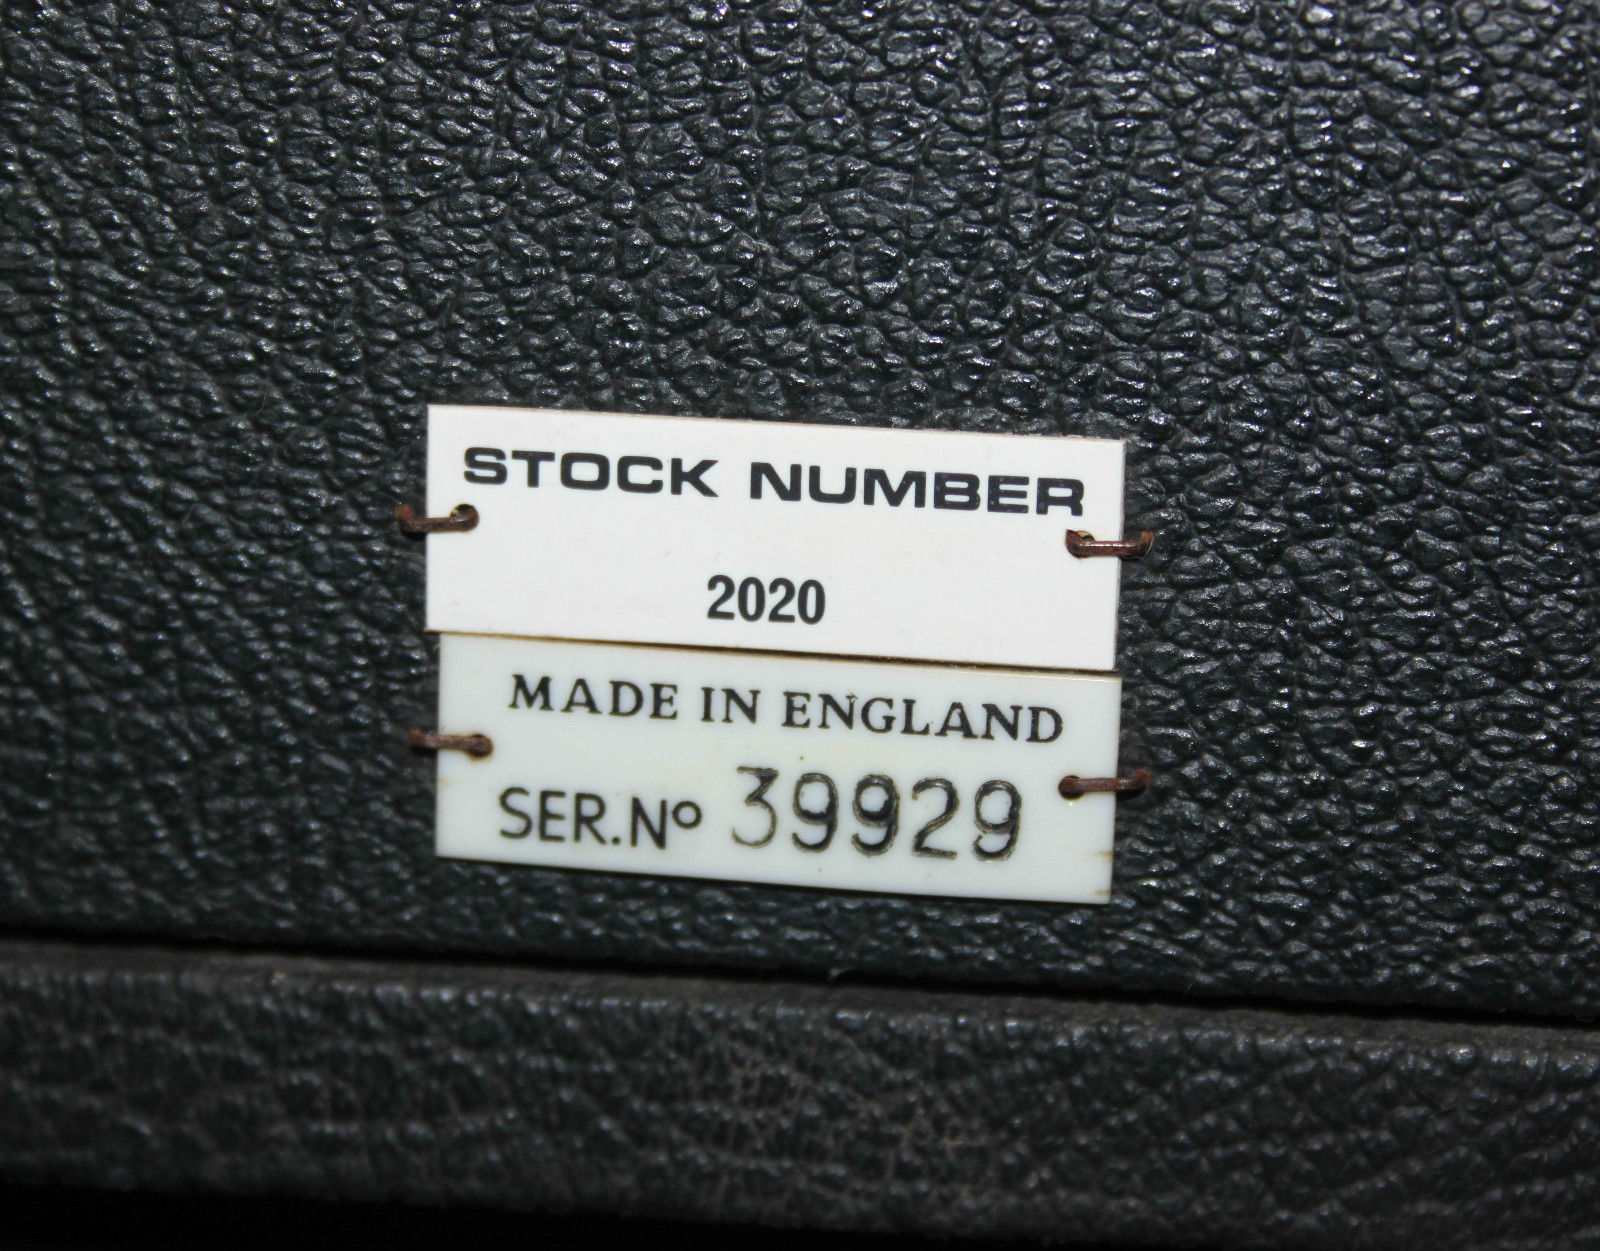 STOCK NUMBER
2020
MADE IN ENGLAND
SER.Nº 39929